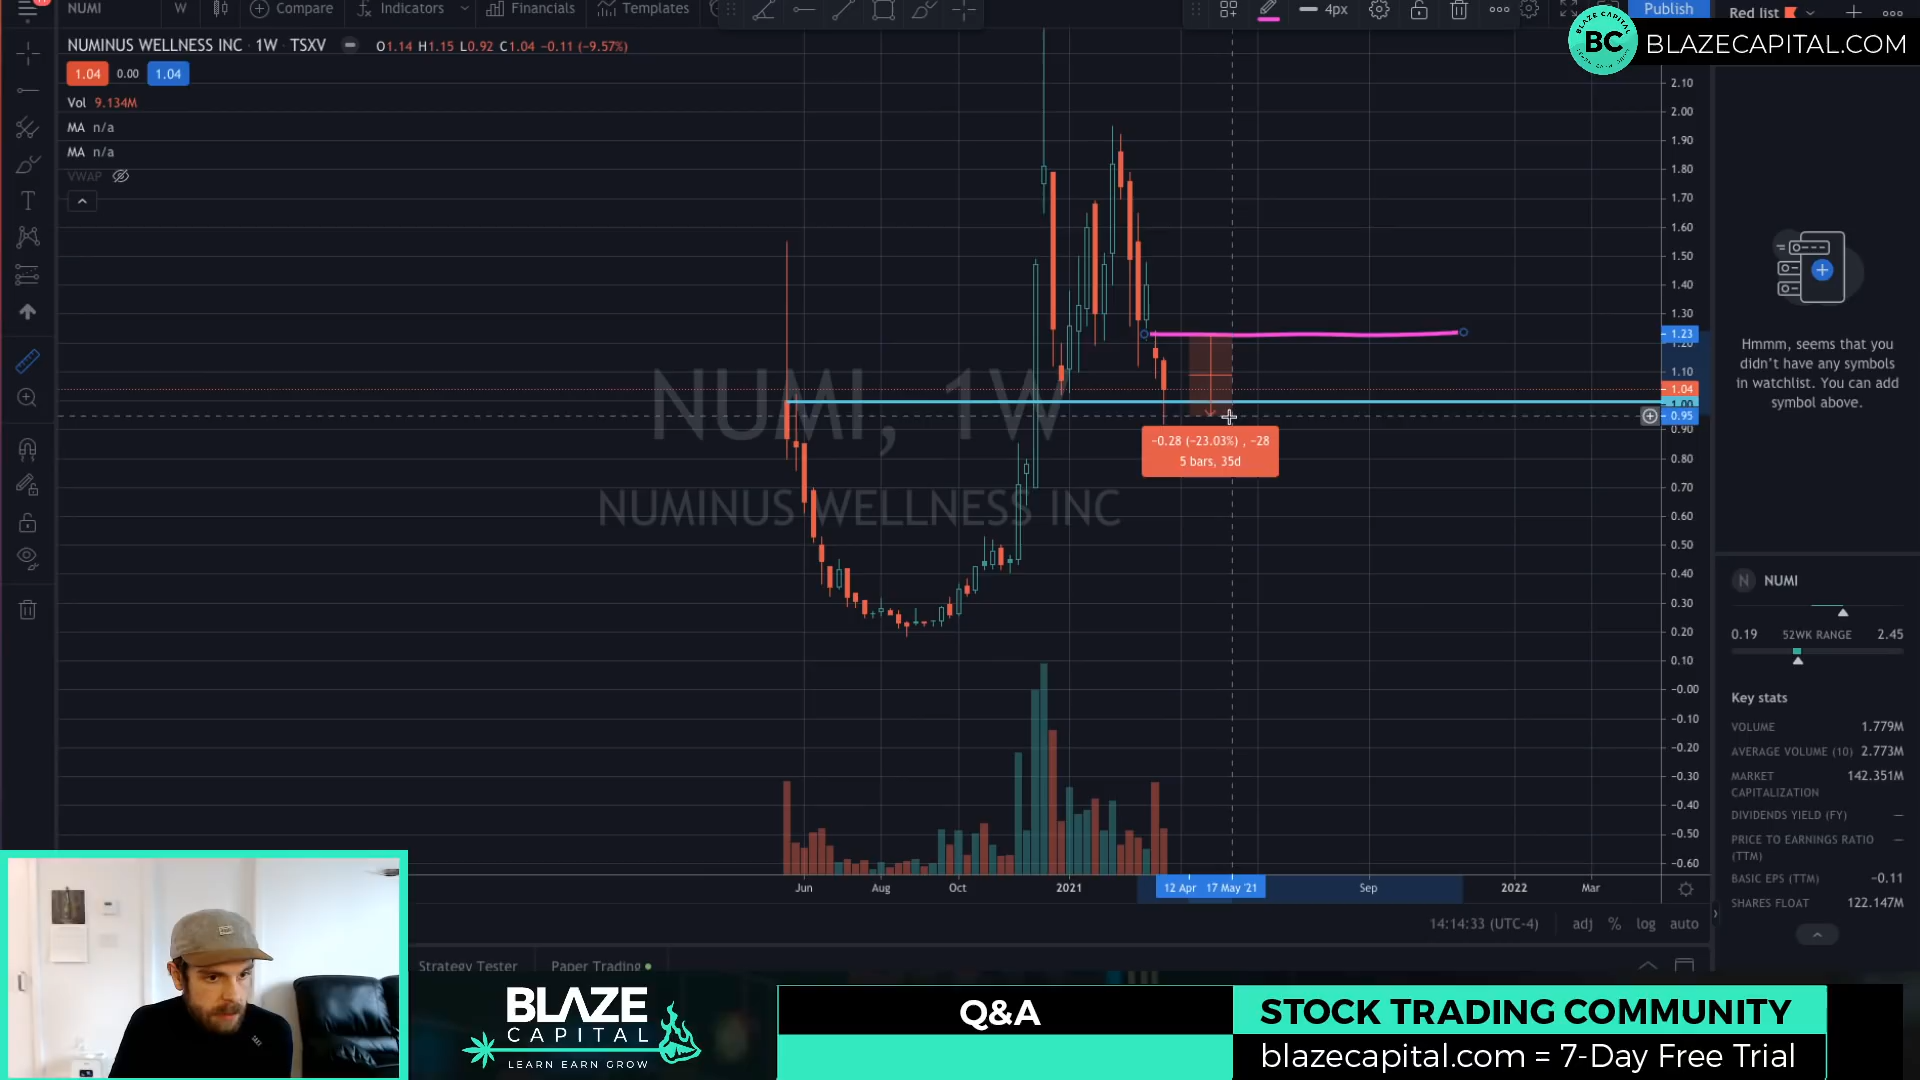 NUMI
W
Compare
Indicators
Financials
Templates
4px
Publish
Red list
BC
BLAZECAPITAL.COM
NUMINUS WELLNESS INC · 1W · TSXV
O1.14 H1.15 L0.92 C1.04 −0.11 (−9.57%)
1.04 0.00 1.04
Vol 9.134M
MA n/a
MA n/a
VWAP
2.10
2.00
1.90
1.80
1.70
1.60
1.50
1.40
1.30
1.23
1.20
1.10
1.04
1.00
0.95
0.90
0.80
0.70
0.60
0.50
0.40
0.30
0.20
0.10
−0.00
−0.10
−0.20
−0.30
−0.40
−0.50
−0.60
NUMI, 1W
NUMINUS WELLNESS INC
−0.28 (−23.03%) , −28
5 bars, 35d
Hmmm, seems that you
didn't have any symbols
in watchlist. You can add
symbol above.
N NUMI
0.19 52WK RANGE 2.45
Key stats
VOLUME 1.779M
AVERAGE VOLUME (10) 2.773M
MARKET CAPITALIZATION 142.351M
DIVIDENDS YIELD (FY) —
PRICE TO EARNINGS RATIO (TTM) —
BASIC EPS (TTM) −0.11
SHARES FLOAT 122.147M
Jun Aug Oct 2021 12 Apr 17 May '21 Sep 2022 Mar
14:14:33 (UTC-4) adj % log auto
Strategy Tester Paper Trading
BLAZE
CAPITAL
LEARN EARN GROW
Q&A
STOCK TRADING COMMUNITY
blazecapital.com = 7-Day Free Trial